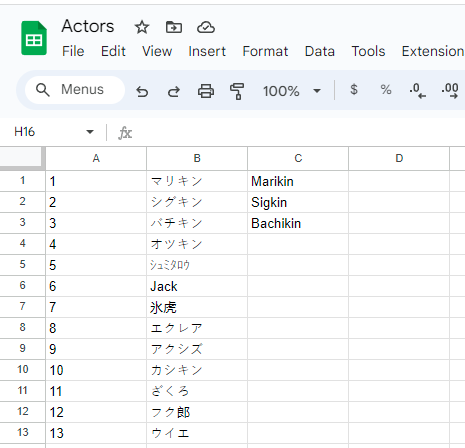 Actors
File Edit View Insert Format Data Tools Extension
Menus 100% $ % .0 .00
H16 fx
A B C D
1 1 マリキン Marikin
2 2 シグキン Sigkin
3 3 バチキン Bachikin
4 4 オツキン
5 5 ｼｭﾐﾀﾛｳ
6 6 Jack
7 7 氷虎
8 8 エクレア
9 9 アクシズ
10 10 カシキン
11 11 ざくろ
12 12 フク郎
13 13 ウイエ